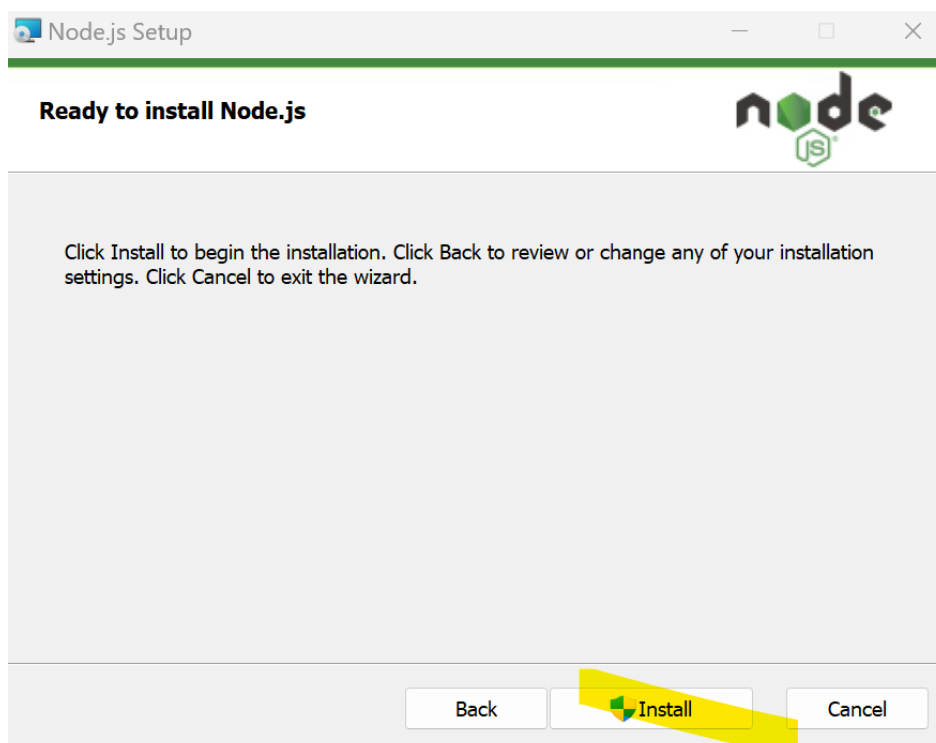 Node.js Setup
Ready to install Node.js
node
JS
Click Install to begin the installation. Click Back to review or change any of your installation
settings. Click Cancel to exit the wizard.
Back Install Cancel